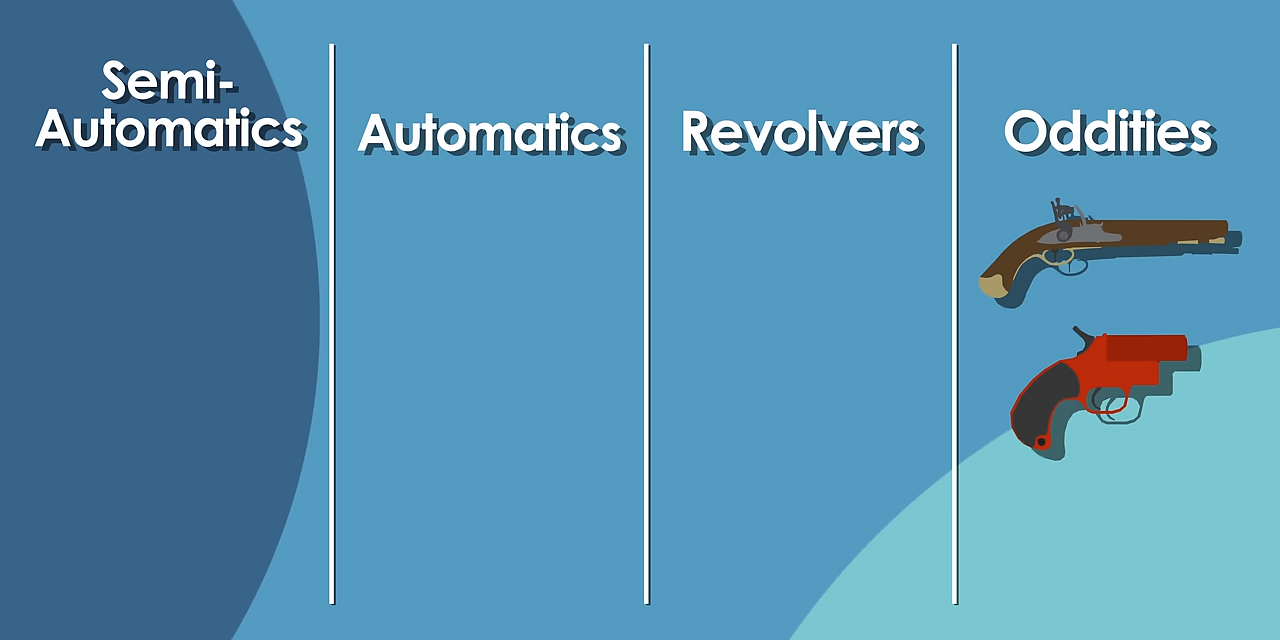 Semi-
Automatics
Automatics
Revolvers
Oddities